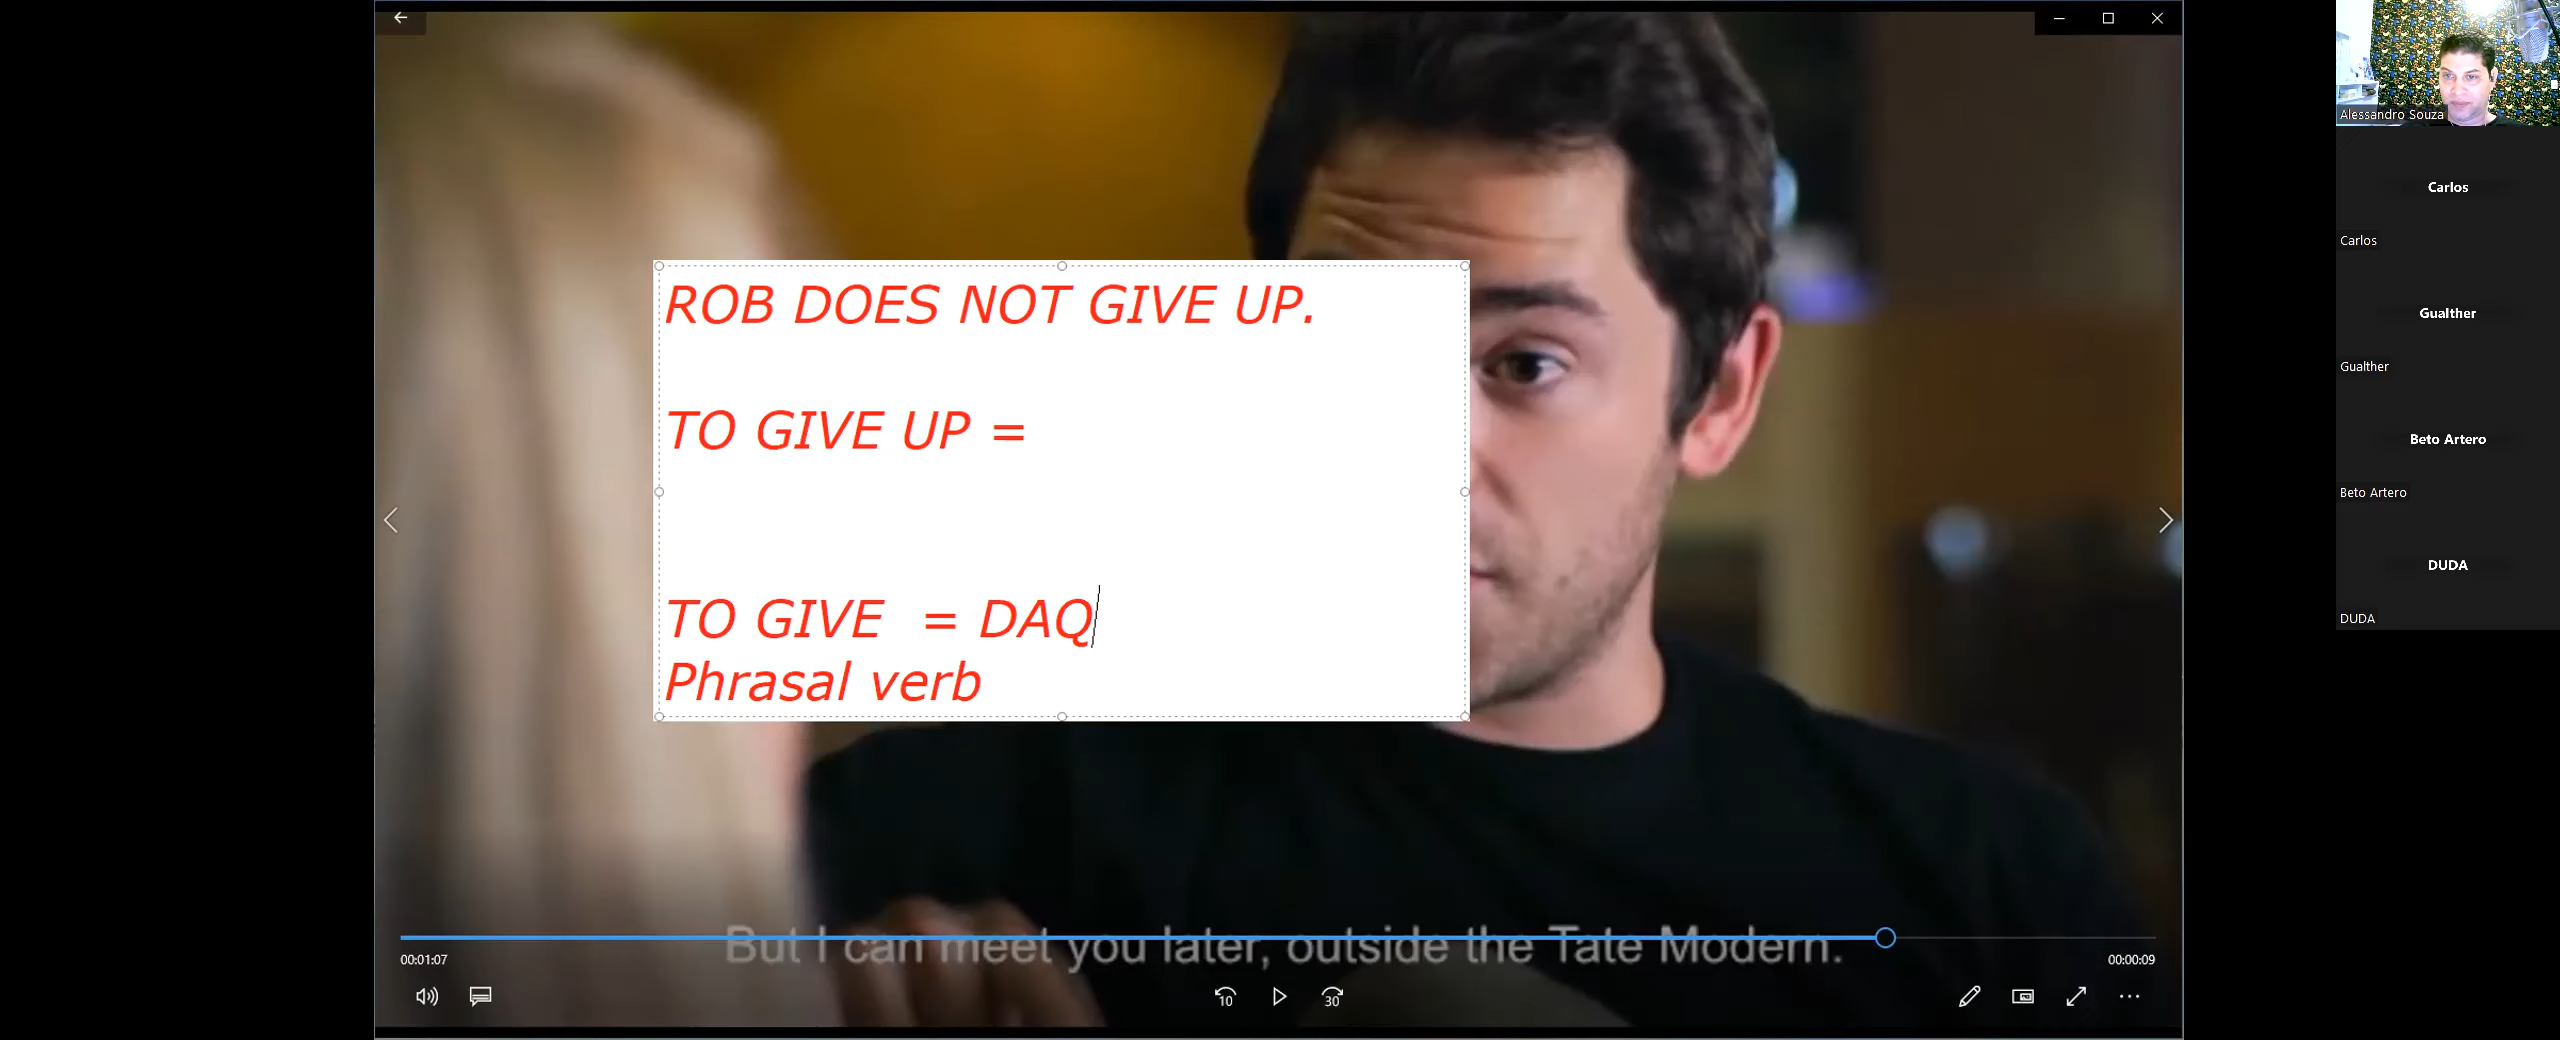 ROB DOES NOT GIVE UP.
TO GIVE UP =
TO GIVE = DAQ
Phrasal verb
But I can meet you later, outside the Tate Modern.
00:01:07
00:00:09
10
30
Alessandro Souza
Carlos
Carlos
Gualther
Gualther
Beto Artero
Beto Artero
DUDA
DUDA